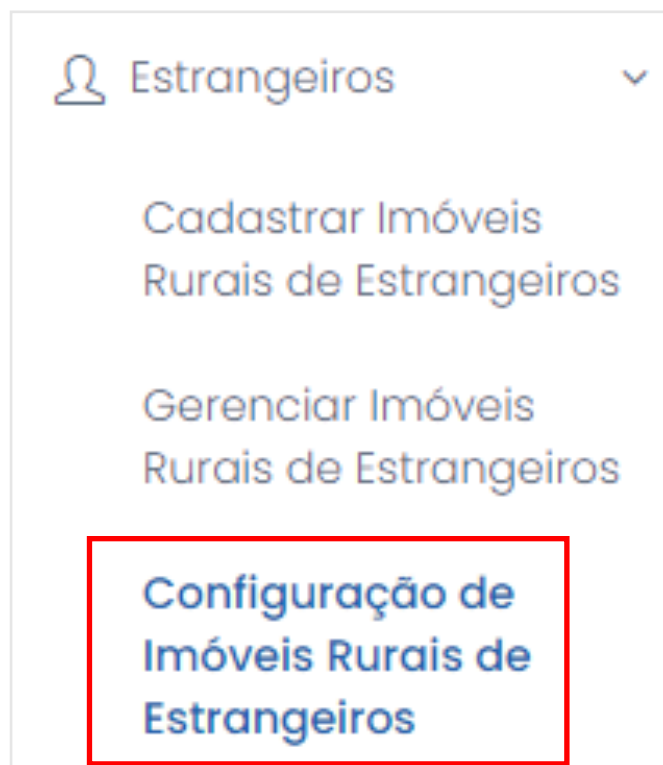 Estrangeiros
Cadastrar Imóveis
Rurais de Estrangeiros
Gerenciar Imóveis
Rurais de Estrangeiros
Configuração de
Imóveis Rurais de
Estrangeiros